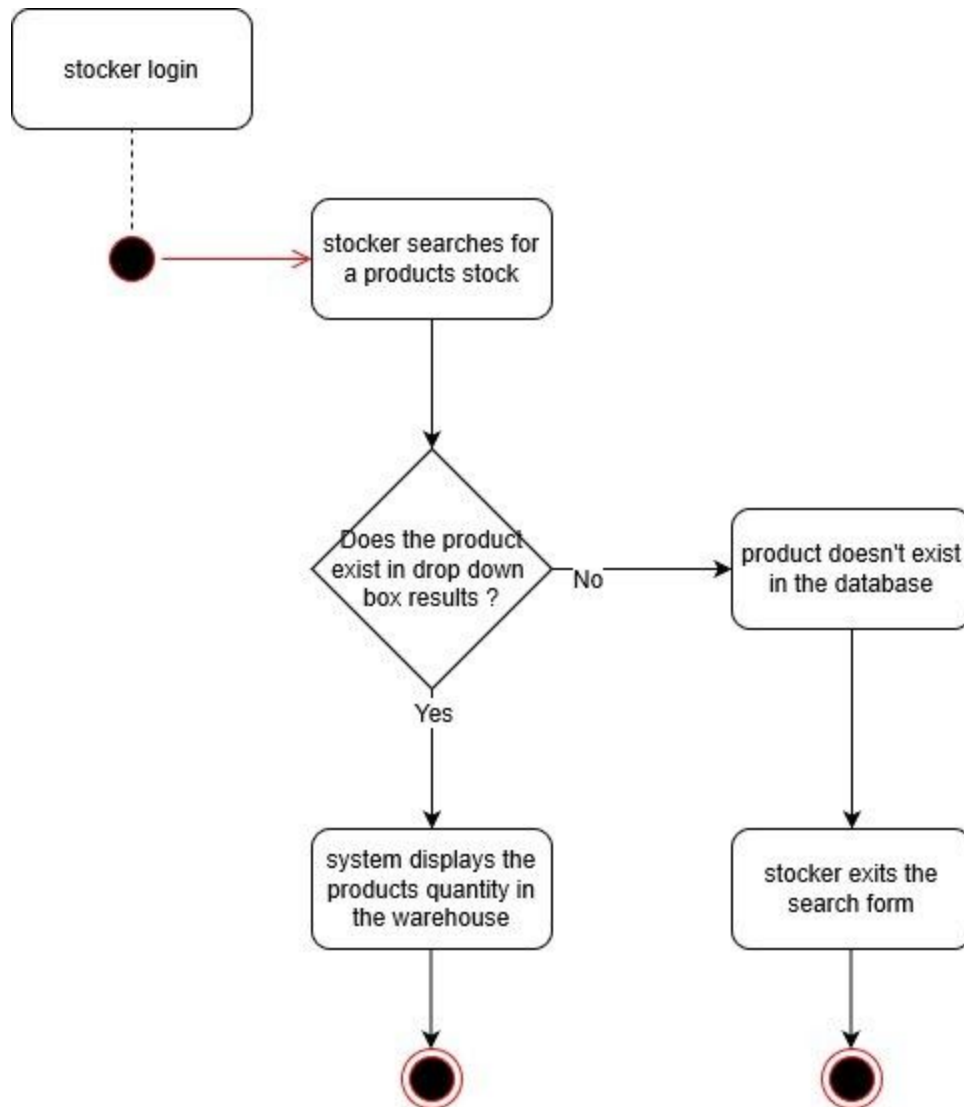 stocker login
stocker searches for
a products stock
Does the product
exist in drop down
box results ?
No
product doesn't exist
in the database
Yes
system displays the
products quantity in
the warehouse
stocker exits the
search form